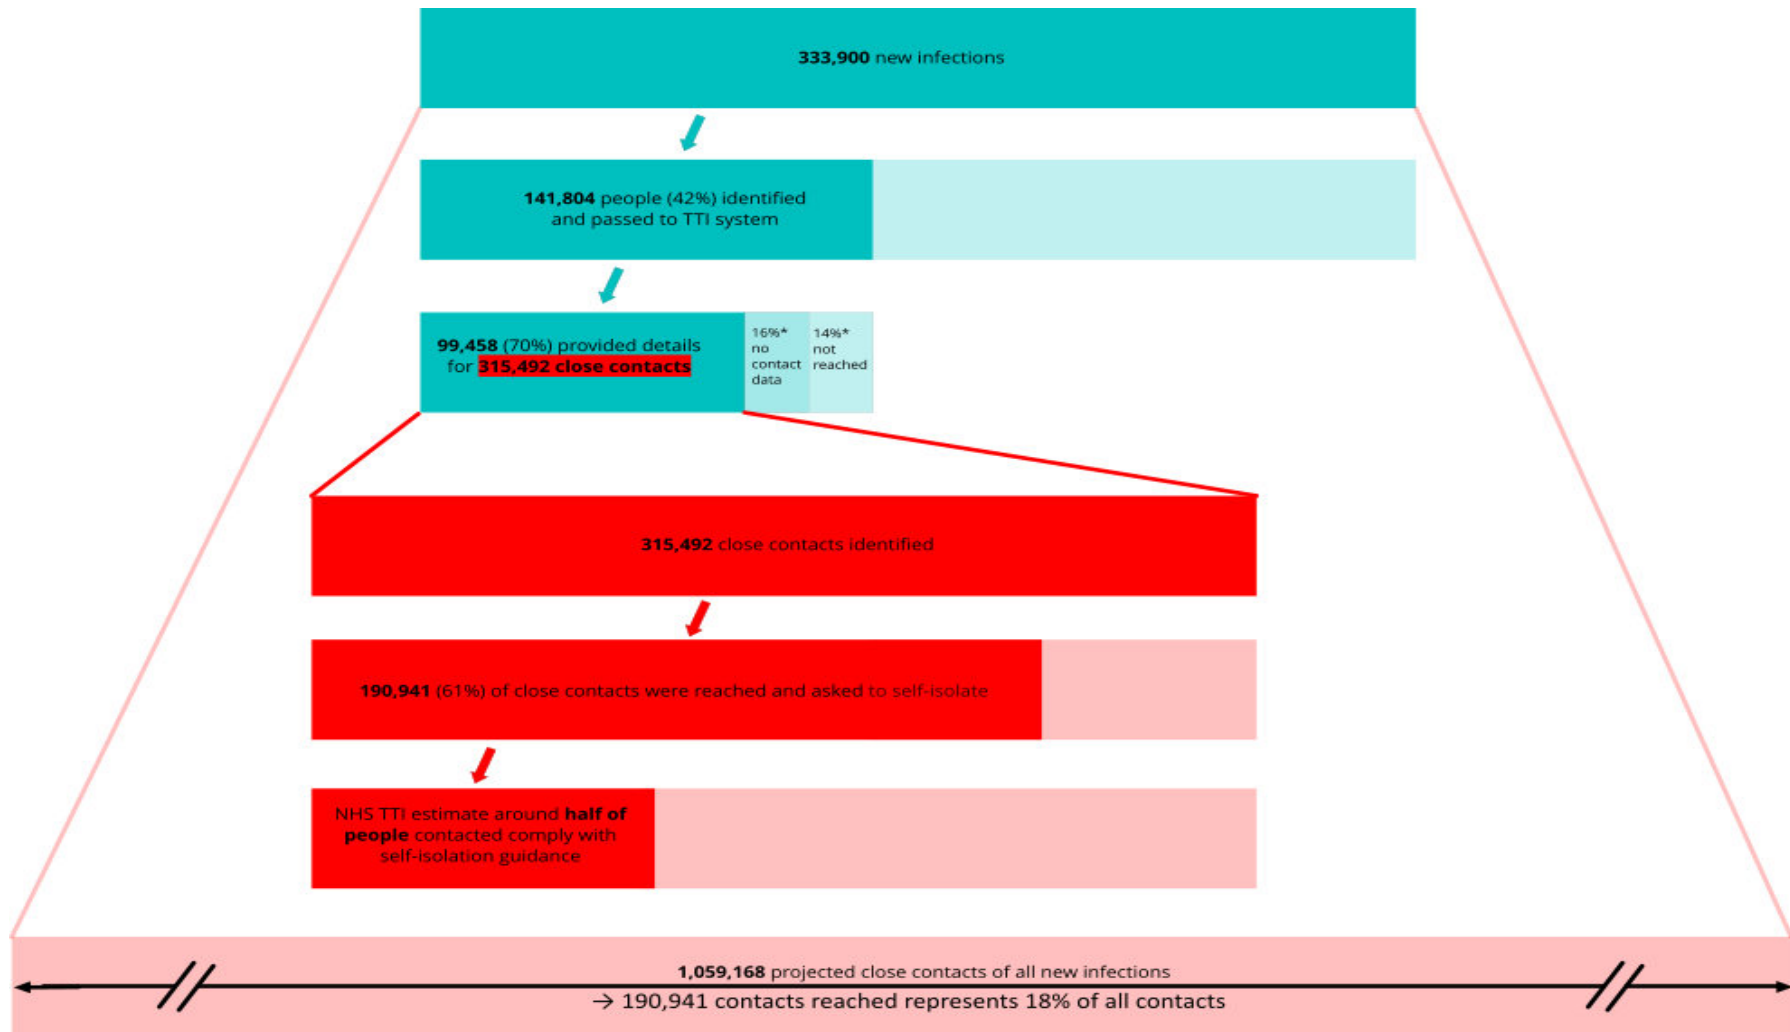 333,900 new infections
141,804 people (42%) identified
and passed to TTI system
99,458 (70%) provided details
for 315,492 close contacts
16%*
no
contact
data
14%*
not
reached
315,492 close contacts identified
190,941 (61%) of close contacts were reached and asked to self-isolate
NHS TTI estimate around half of
people contacted comply with
self-isolation guidance
1,059,168 projected close contacts of all new infections
→ 190,941 contacts reached represents 18% of all contacts